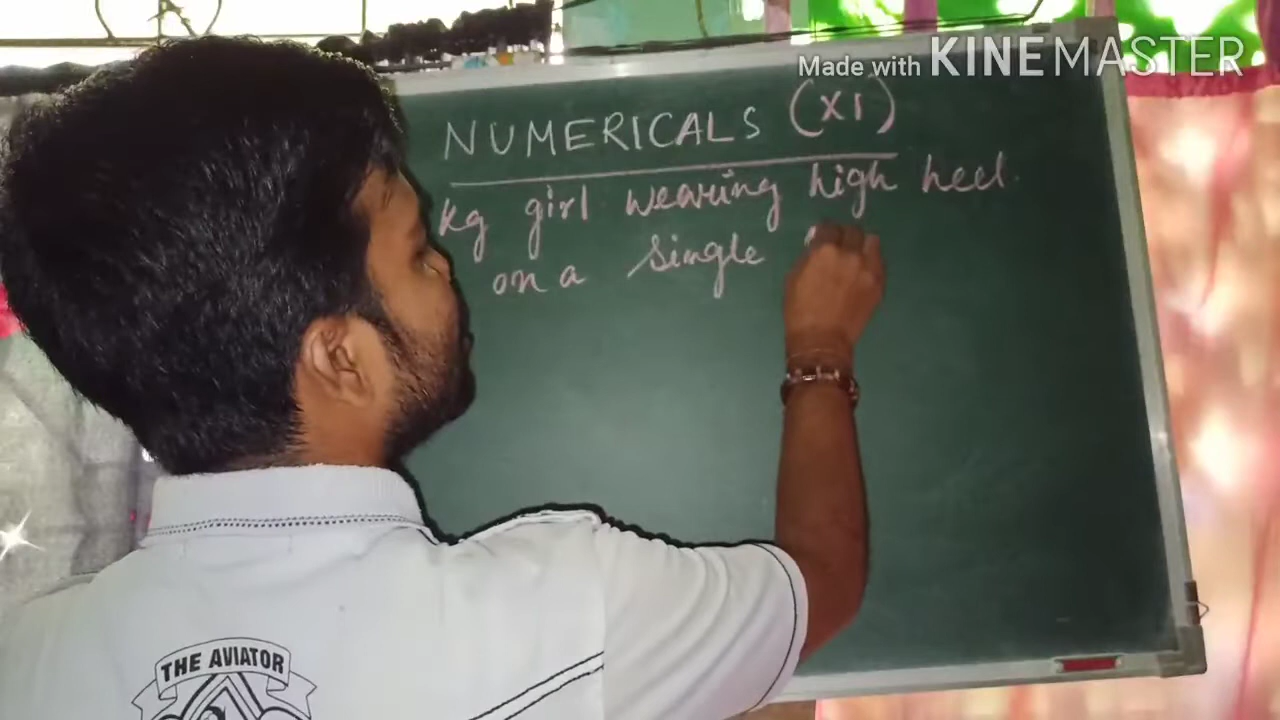 Made with KINEMASTER
NUMERICALS (XI)
Kg girl wearing high heel
on a single
THE AVIATOR